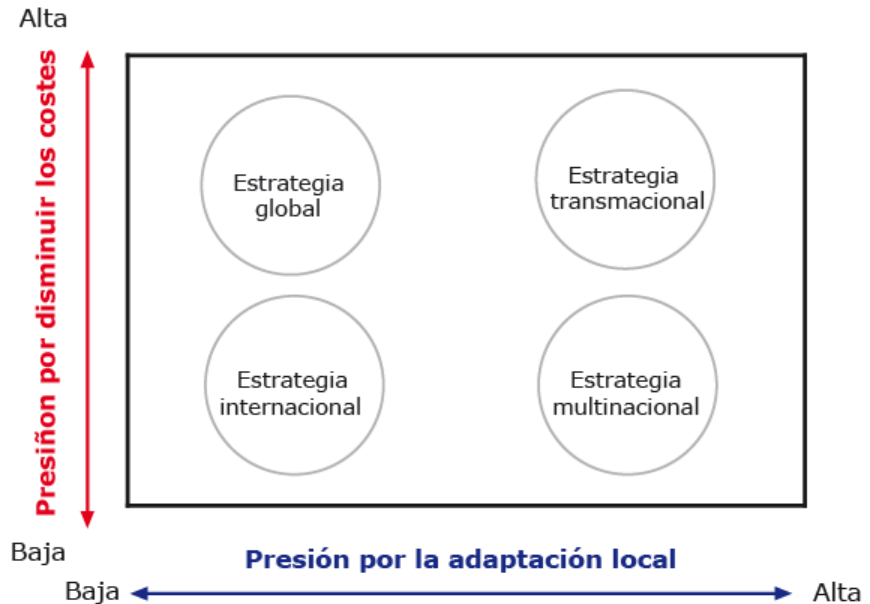 Alta
Presiñon por disminuir los costes
Estrategia
global
Estrategia
transmacional
Estrategia
internacional
Estrategia
multinacional
Baja
Presión por la adaptación local
Baja
Alta